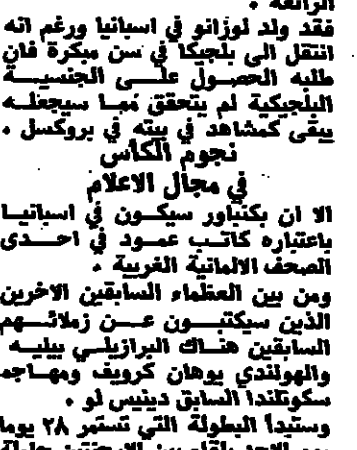 الرائعة .
فقد ولد لوزانو في اسبانيا ورغم انه
انتقل الى بلجيكا في سن مبكرة فان
طلبه الحصول على الجنسية
البلجيكية لم يتحقق مما سيجعله
يبقى كمشاهد في بيته في بروكسل .
نجوم الكأس
في مجال الاعلام
الا ان بكنباور سيكون في اسبانيا
باعتباره كاتب عمود في احدى
الصحف الالمانية الغربية .
ومن بين العظماء السابقين الاخرين
الذين سيكتبون عن زملائهم
السابقين هناك البرازيلي بيليه
والهولندي يوهان كرويف ومهاجم
سكوتلندا السابق دينيس لو .
وستبدأ البطولة التي تستمر ٢٨ يوما